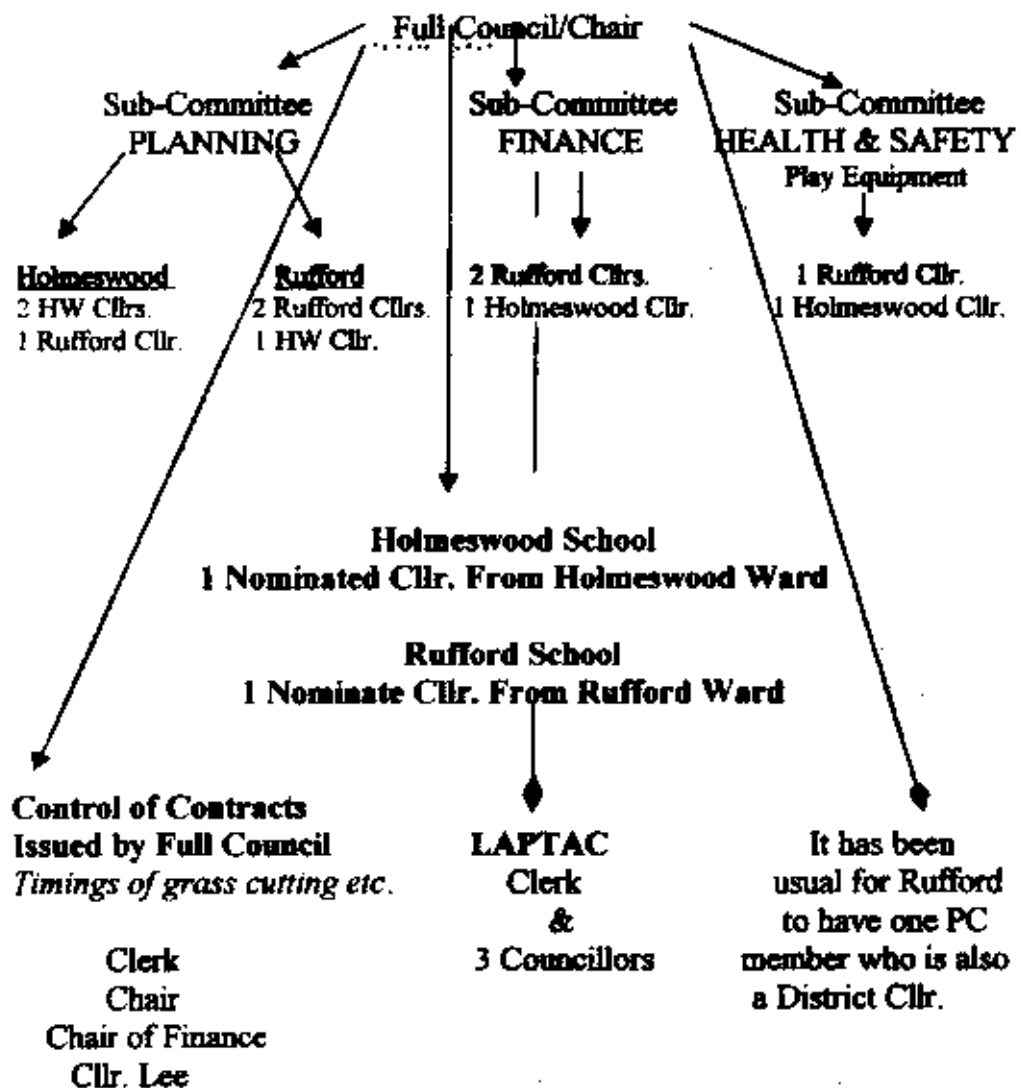 Full Council/Chair
Sub-Committee
PLANNING
Sub-Committee
FINANCE
Sub-Committee
HEALTH & SAFETY
Play Equipment
Holmeswood
2 HW Cllrs.
1 Rufford Cllr.
Rufford
2 Rufford Cllrs.
1 HW Cllr.
2 Rufford Cllrs.
1 Holmeswood Cllr.
1 Rufford Cllr.
1 Holmeswood Cllr.
Holmeswood School
1 Nominated Cllr. From Holmeswood Ward
Rufford School
1 Nominate Cllr. From Rufford Ward
Control of Contracts
Issued by Full Council
Timings of grass cutting etc.
Clerk
Chair
Chair of Finance
Cllr. Lee
LAPTAC
Clerk
&
3 Councillors
It has been
usual for Rufford
to have one PC
member who is also
a District Cllr.